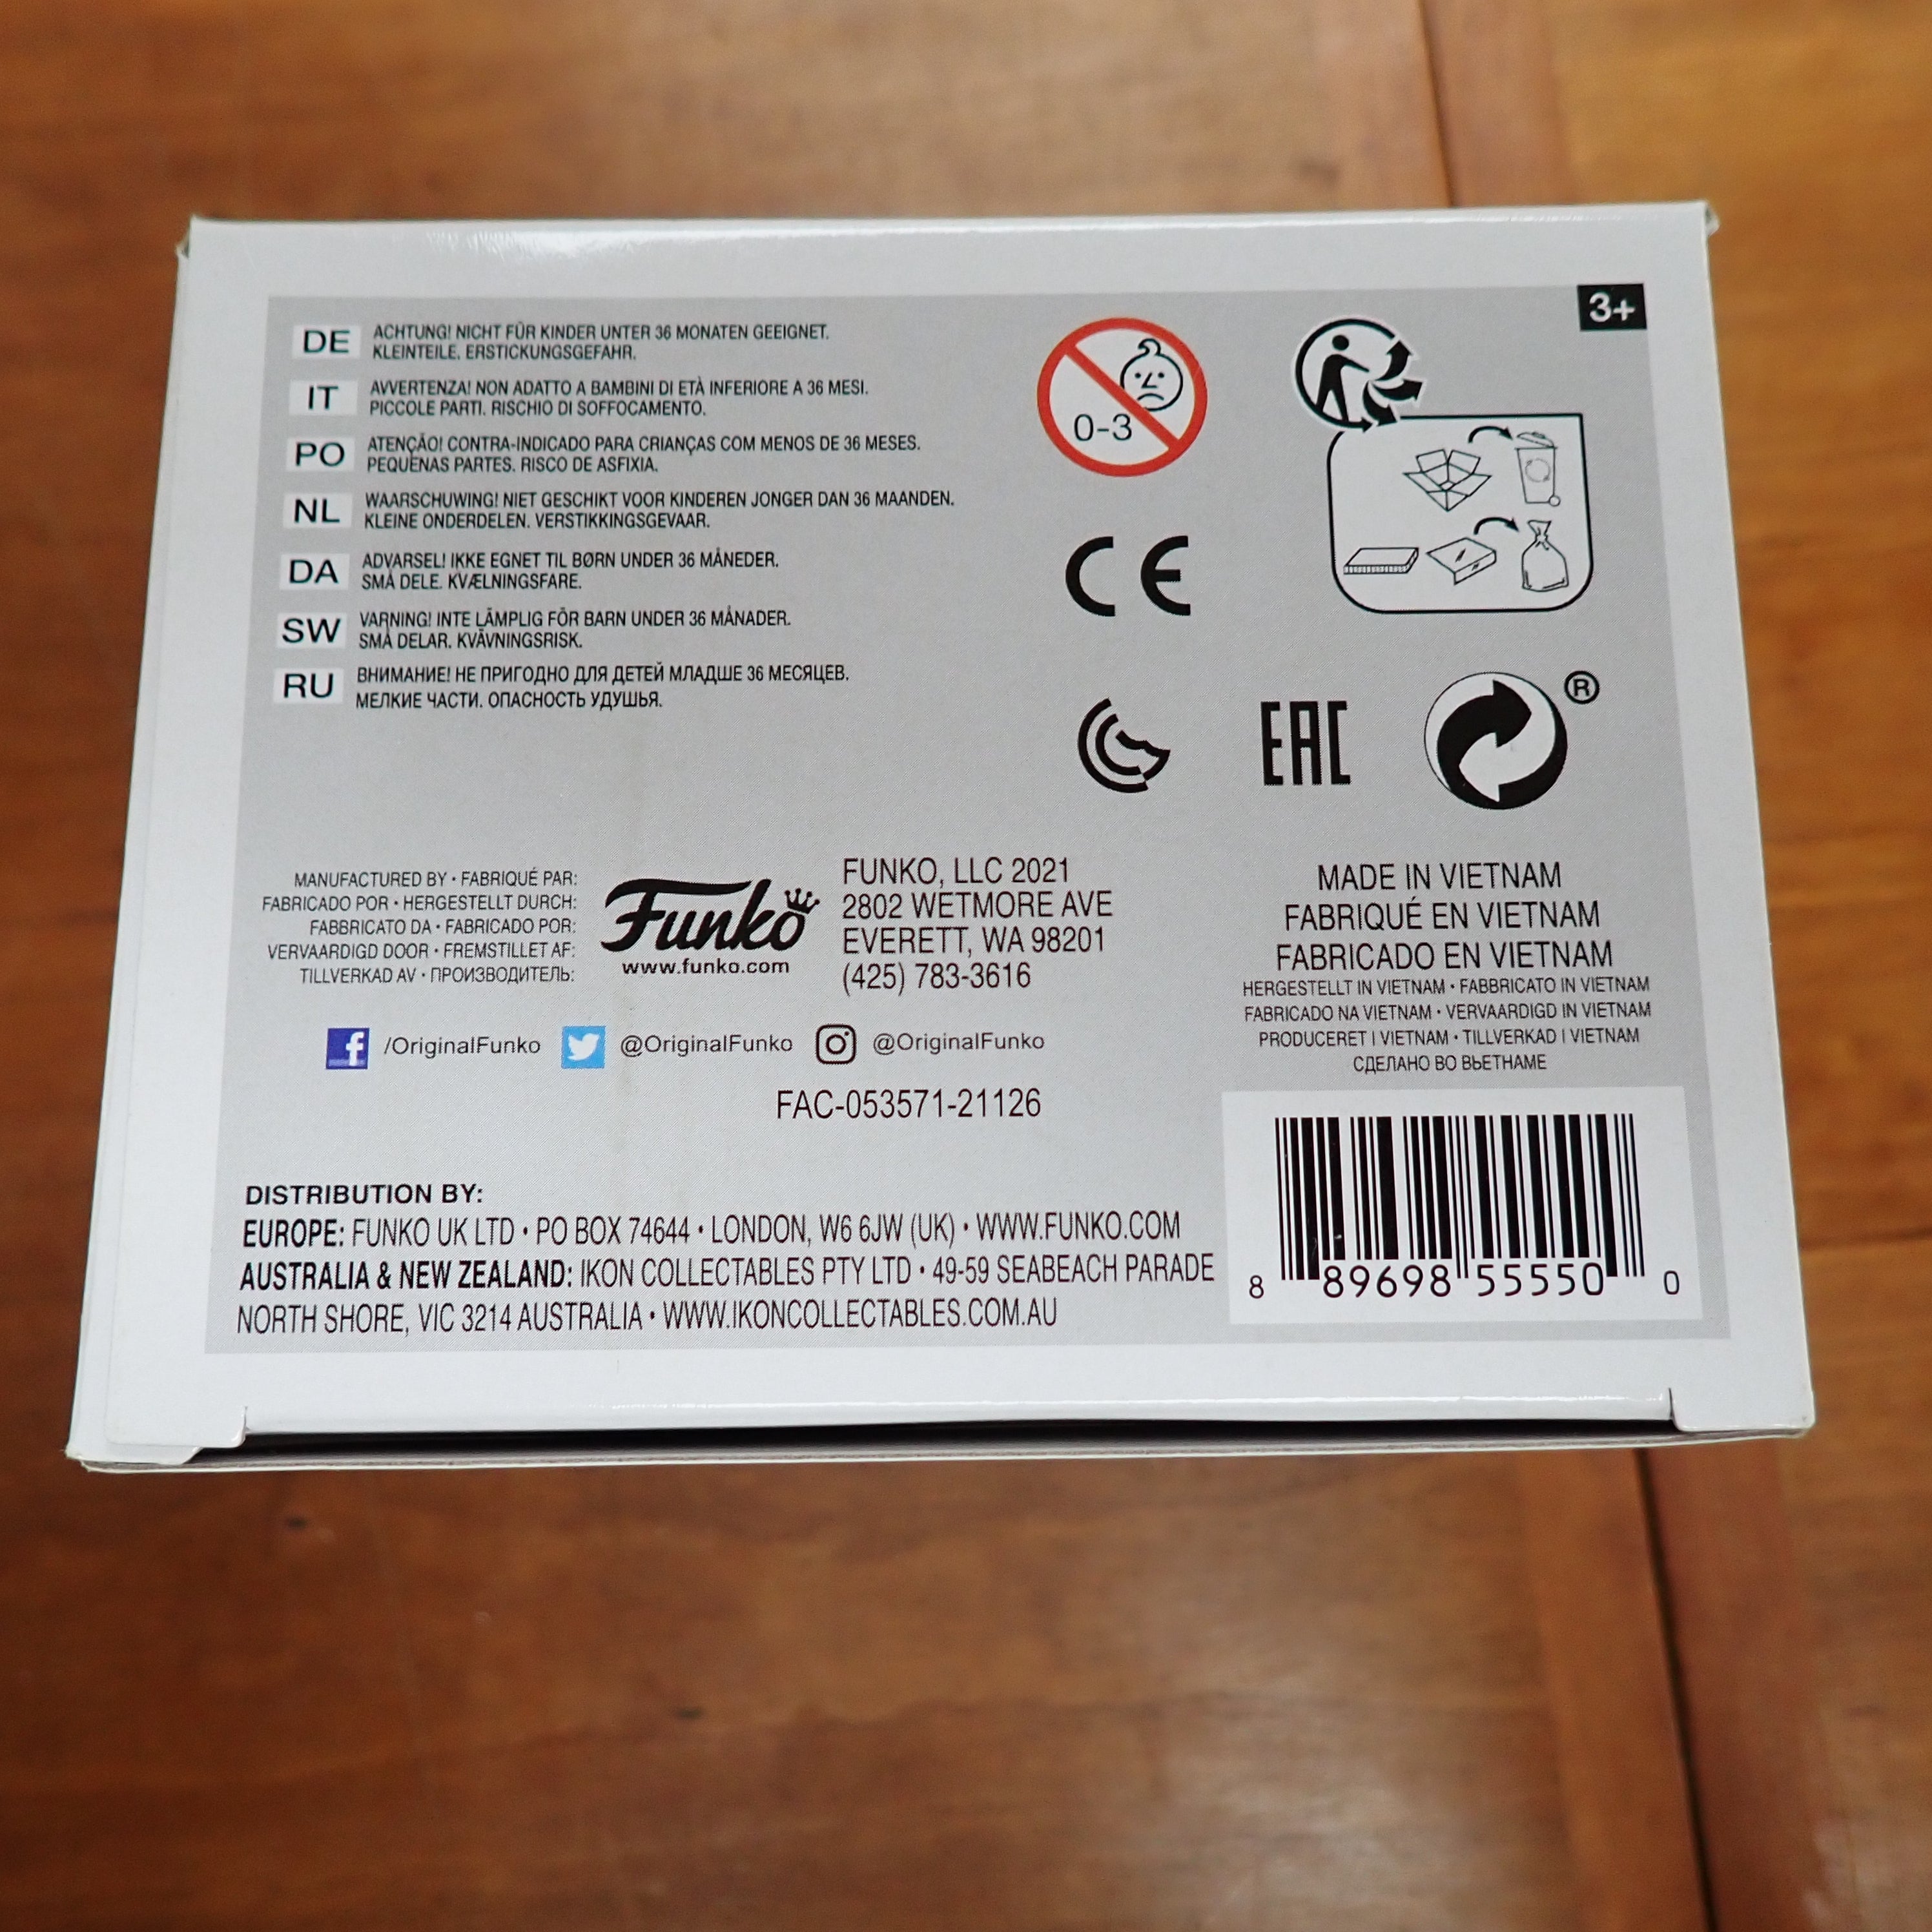 3+
DE
ACHTUNG! NICHT FÜR KINDER UNTER 36 MONATEN GEEIGNET.
KLEINTEILE. ERSTICKUNGSGEFAHR.
IT
AVVERTENZA! NON ADATTO A BAMBINI DI ETÀ INFERIORE A 36 MESI.
PICCOLE PARTI. RISCHIO DI SOFFOCAMENTO.
PO
ATENÇÃO! CONTRA-INDICADO PARA CRIANÇAS COM MENOS DE 36 MESES.
PEQUENAS PARTES. RISCO DE ASFIXIA.
NL
WAARSCHUWING! NIET GESCHIKT VOOR KINDEREN JONGER DAN 36 MAANDEN.
KLEINE ONDERDELEN. VERSTIKKINGSGEVAAR.
DA
ADVARSEL! IKKE EGNET TIL BØRN UNDER 36 MÅNEDER.
SMÅ DELE. KVÆLNINGSFARE.
SW
VARNING! INTE LÄMPLIG FÖR BARN UNDER 36 MÅNADER.
SMÅ DELAR. KVÄVNINGSRISK.
RU
ВНИМАНИЕ! НЕ ПРИГОДНО ДЛЯ ДЕТЕЙ МЛАДШЕ 36 МЕСЯЦЕВ.
МЕЛКИЕ ЧАСТИ. ОПАСНОСТЬ УДУШЬЯ.
0-3
CE
EAC
®
MANUFACTURED BY • FABRIQUÉ PAR:
FABRICADO POR • HERGESTELLT DURCH:
FABBRICATO DA • FABRICADO POR:
VERVAARDIGD DOOR • FREMSTILLET AF:
TILLVERKAD AV • ПРОИЗВОДИТЕЛЬ:
Funko
www.funko.com
FUNKO, LLC 2021
2802 WETMORE AVE
EVERETT, WA 98201
(425) 783-3616
MADE IN VIETNAM
FABRIQUÉ EN VIETNAM
FABRICADO EN VIETNAM
HERGESTELLT IN VIETNAM • FABBRICATO IN VIETNAM
FABRICADO NA VIETNAM • VERVAARDIGD IN VIETNAM
PRODUCERET I VIETNAM • TILLVERKAD I VIETNAM
СДЕЛАНО ВО ВЬЕТНАМЕ
/OriginalFunko @OriginalFunko @OriginalFunko
FAC-053571-21126
DISTRIBUTION BY:
EUROPE: FUNKO UK LTD • PO BOX 74644 • LONDON, W6 6JW (UK) • WWW.FUNKO.COM
AUSTRALIA & NEW ZEALAND: IKON COLLECTABLES PTY LTD • 49-59 SEABEACH PARADE
NORTH SHORE, VIC 3214 AUSTRALIA • WWW.IKONCOLLECTABLES.COM.AU
8 89698 55550 0